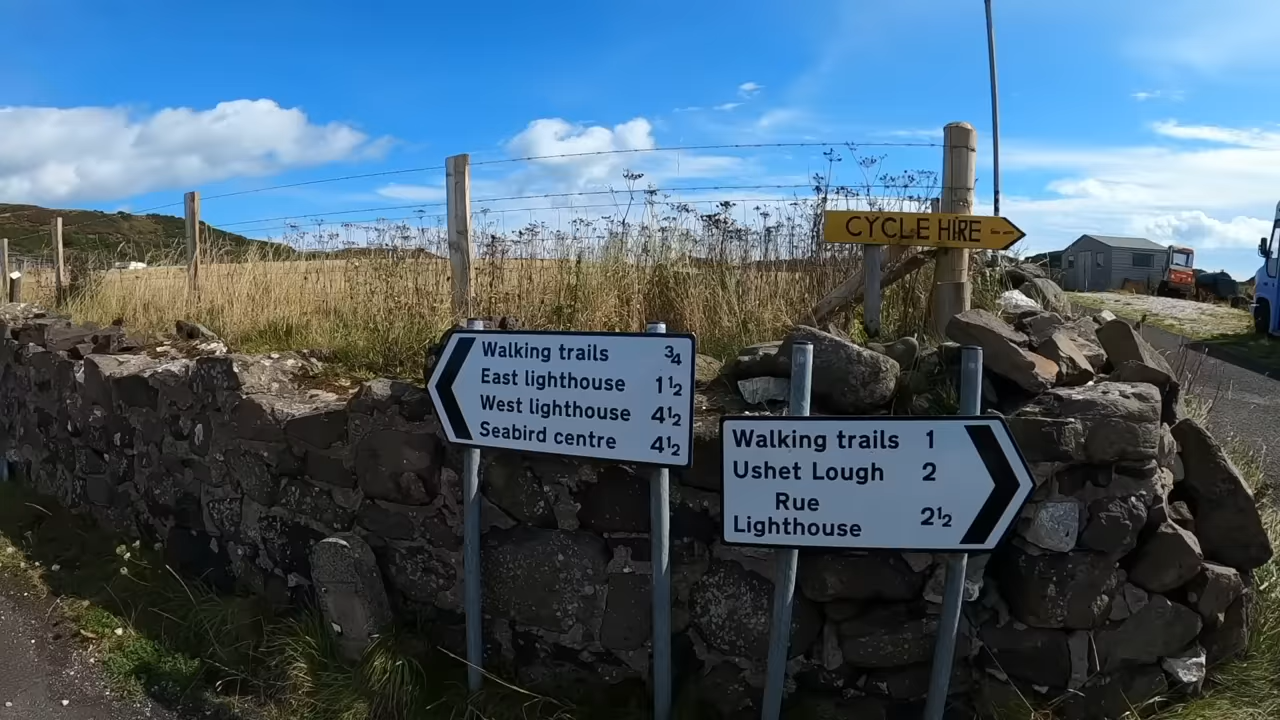 CYCLE HIRE
Walking trails ¾
East lighthouse 1½
West lighthouse 4½
Seabird centre 4½
Walking trails 1
Ushet Lough 2
Rue
Lighthouse 2½